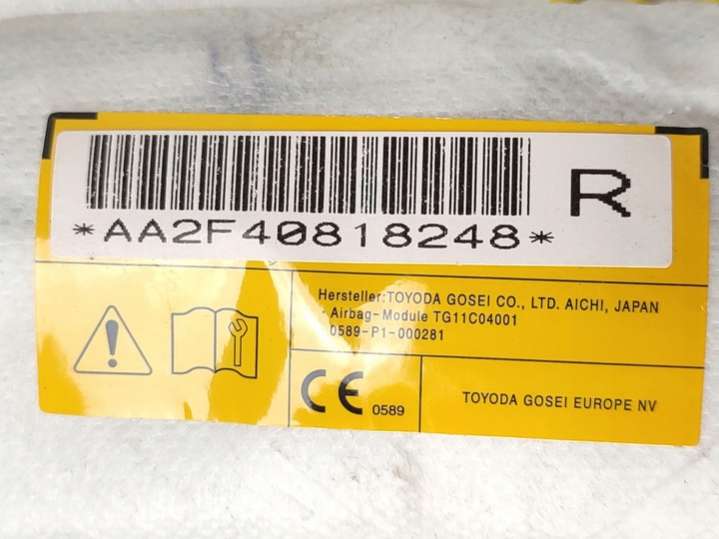 *AA2F40818248*
R
Hersteller:TOYODA GOSEI CO., LTD. AICHI, JAPAN
- Airbag-Module TG11C04001
0589-P1-000281
CE 0589
TOYODA GOSEI EUROPE NV